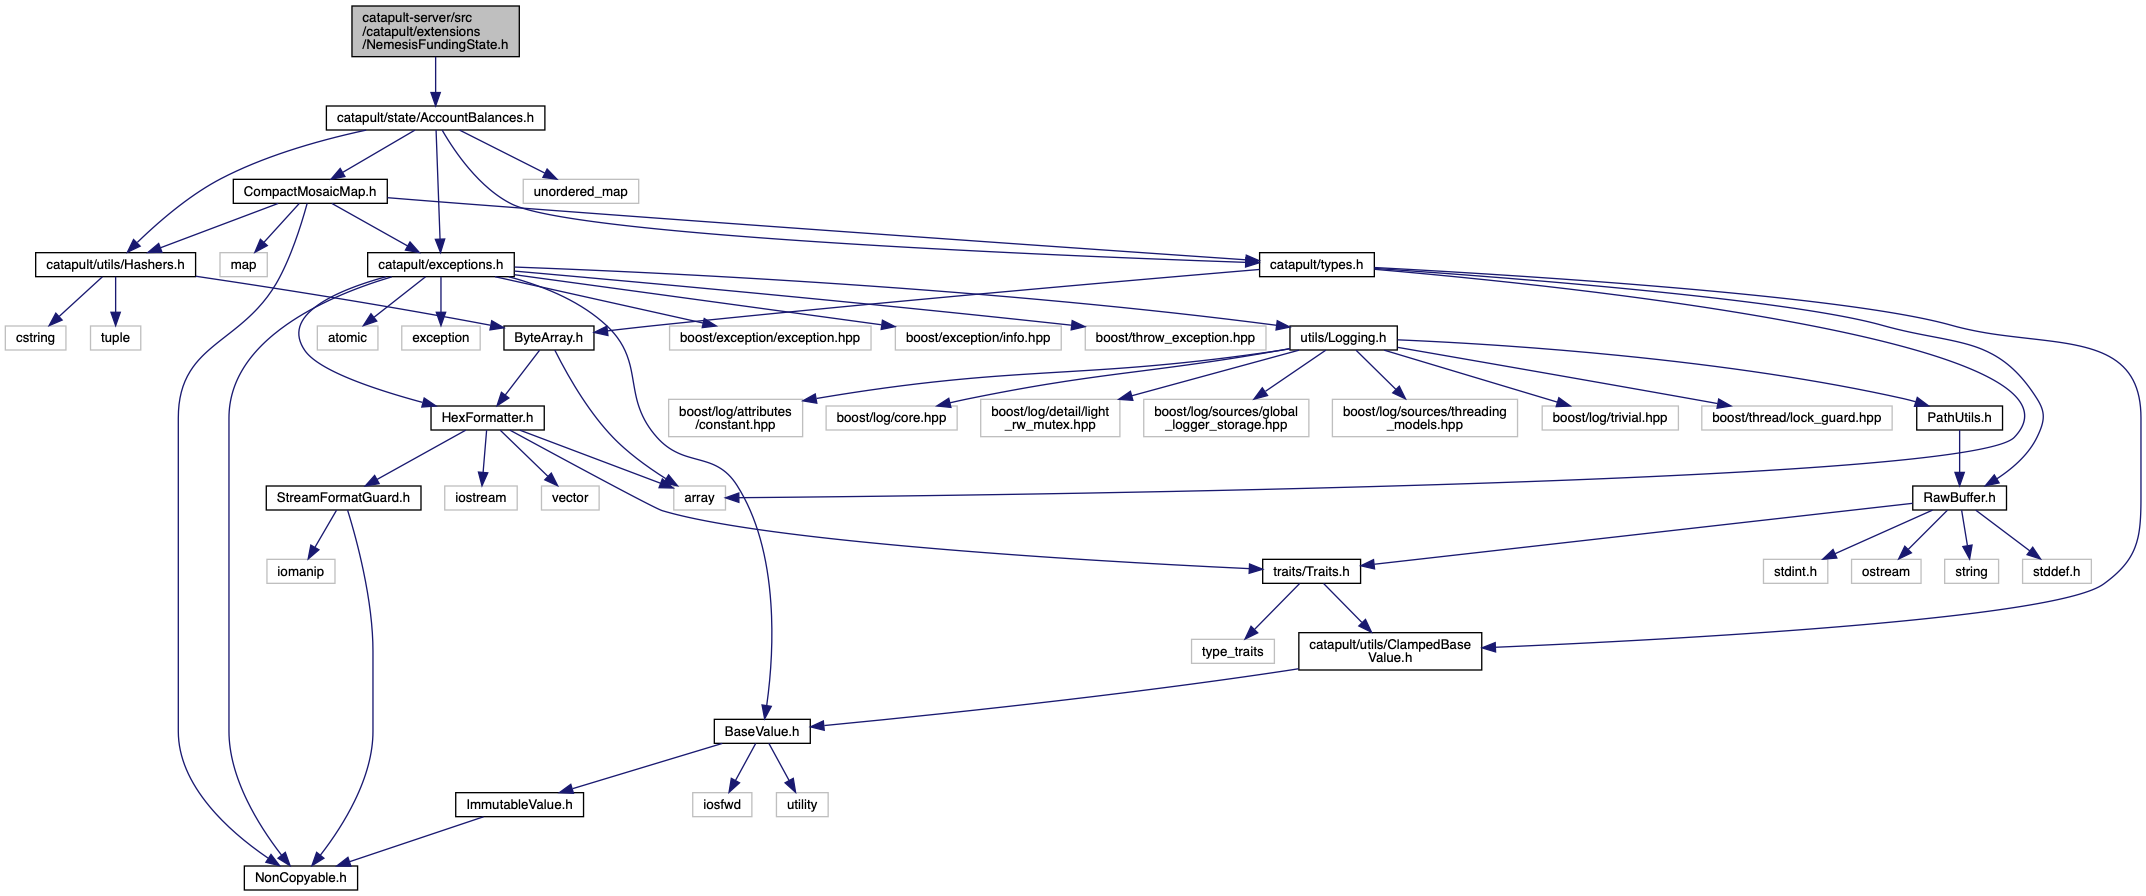 catapult-server/src
/catapult/extensions
/NemesisFundingState.h
catapult/state/AccountBalances.h
CompactMosaicMap.h
unordered_map
catapult/utils/Hashers.h
map
catapult/exceptions.h
catapult/types.h
cstring
tuple
atomic
exception
ByteArray.h
boost/exception/exception.hpp
boost/exception/info.hpp
boost/throw_exception.hpp
utils/Logging.h
HexFormatter.h
boost/log/attributes
/constant.hpp
boost/log/core.hpp
boost/log/detail/light
_rw_mutex.hpp
boost/log/sources/global
_logger_storage.hpp
boost/log/sources/threading
_models.hpp
boost/log/trivial.hpp
boost/thread/lock_guard.hpp
PathUtils.h
StreamFormatGuard.h
iostream
vector
array
RawBuffer.h
iomanip
traits/Traits.h
stdint.h
ostream
string
stddef.h
type_traits
catapult/utils/ClampedBase
Value.h
BaseValue.h
ImmutableValue.h
iosfwd
utility
NonCopyable.h